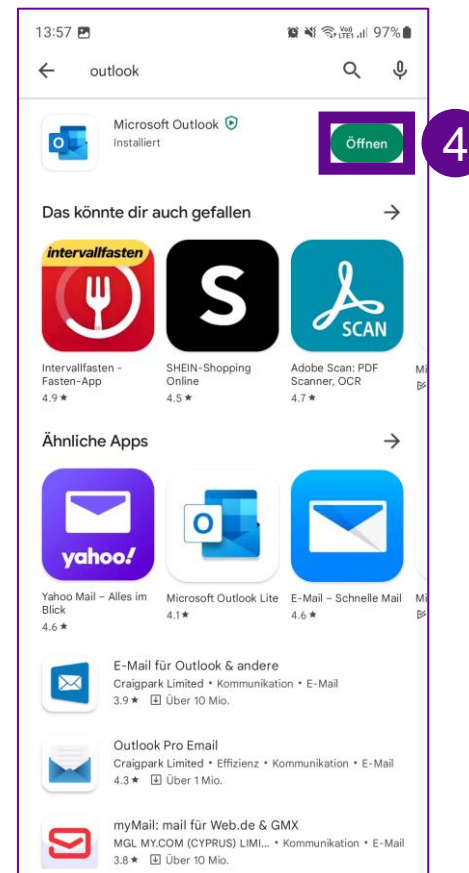 13:57
Vo))
LTE1
97%
outlook
Microsoft Outlook
Installiert
Öffnen
4
Das könnte dir auch gefallen
intervallfasten
S
SCAN
Intervallfasten -
Fasten-App
4.9 ★
SHEIN-Shopping
Online
4.5 ★
Adobe Scan: PDF
Scanner, OCR
4.7 ★
Mi
Ähnliche Apps
yahoo!
O
Yahoo Mail – Alles im
Blick
4.6 ★
Microsoft Outlook Lite
4.1 ★
E-Mail – Schnelle Mail
4.6 ★
Mi
E-Mail für Outlook & andere
Craigpark Limited • Kommunikation • E-Mail
3.9 ★ Über 10 Mio.
Outlook Pro Email
Craigpark Limited • Effizienz • Kommunikation • E-Mail
4.3 ★ Über 1 Mio.
myMail: mail für Web.de & GMX
MGL MY.COM (CYPRUS) LIMI... • Kommunikation • E-Mail
3.8 ★ Über 10 Mio.